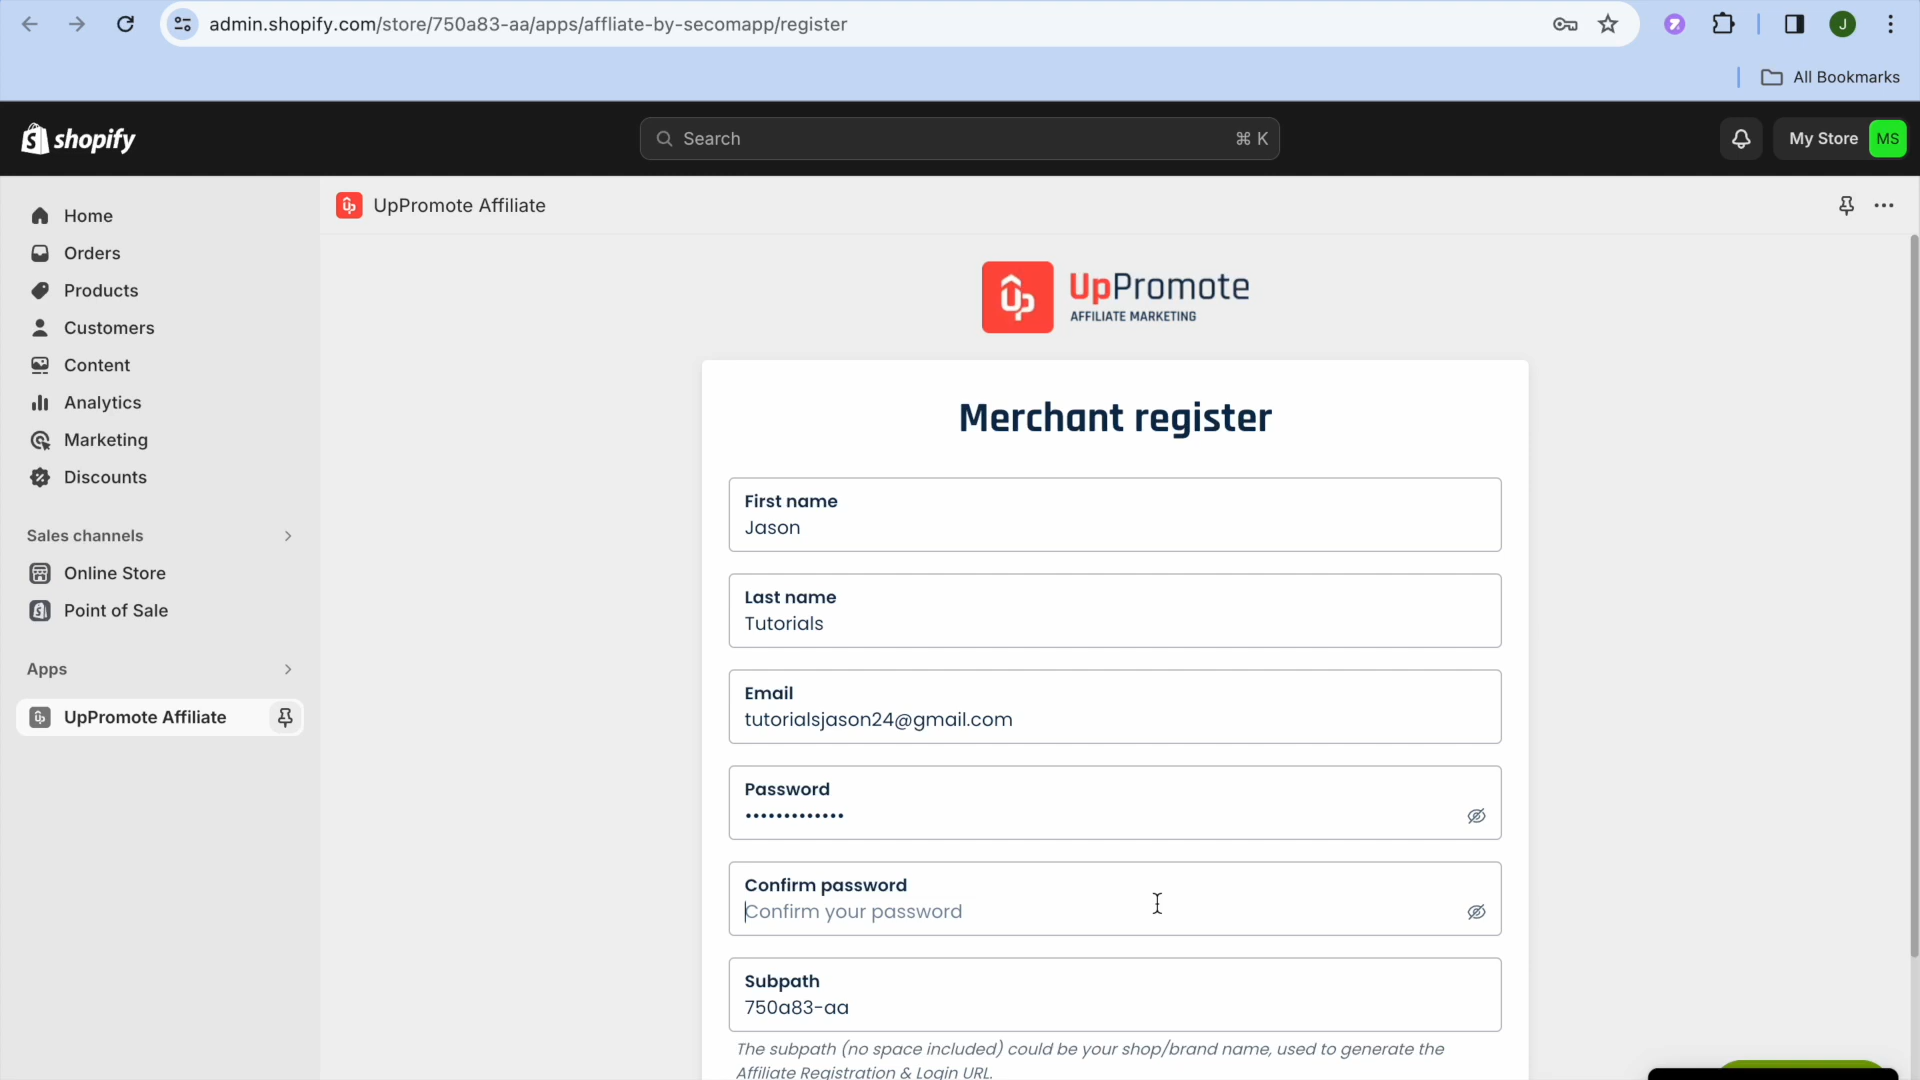 admin.shopify.com/store/750a83-aa/apps/affliate-by-secomapp/register
J
All Bookmarks
shopify
Search
⌘ K
My Store
MS
UpPromote Affiliate
Home
Orders
Products
Customers
Content
Analytics
Marketing
Discounts
Sales channels
Online Store
Point of Sale
Apps
UpPromote Affiliate
UpPromote
AFFILIATE MARKETING
Merchant register
First name
Jason
Last name
Tutorials
Email
tutorialsjason24@gmail.com
Password
•••••••••••••
Confirm password
Confirm your password
Subpath
750a83-aa
The subpath (no space included) could be your shop/brand name, used to generate the
Affiliate Registration & Login URL.